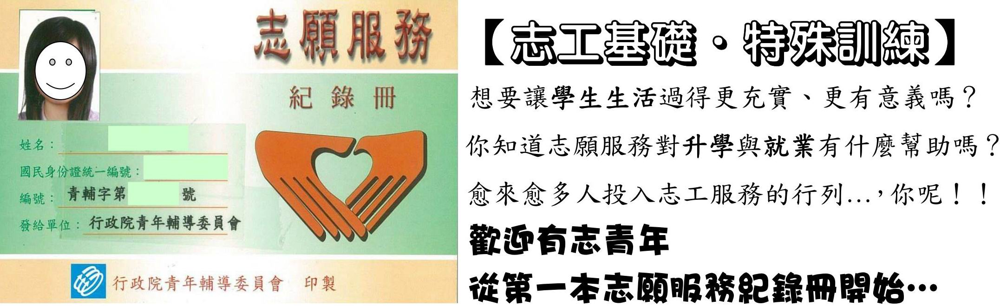 志願服務
紀錄冊
姓名：
國民身份證統一編號：
編號： 青輔字第 號
發給單位： 行政院青年輔導委員會
行政院青年輔導委員會 印製
【志工基礎・特殊訓練】
想要讓學生生活過得更充實、更有意義嗎？
你知道志願服務對升學與就業有什麼幫助嗎？
愈來愈多人投入志工服務的行列…，你呢！！
歡迎有志青年
從第一本志願服務紀錄冊開始…